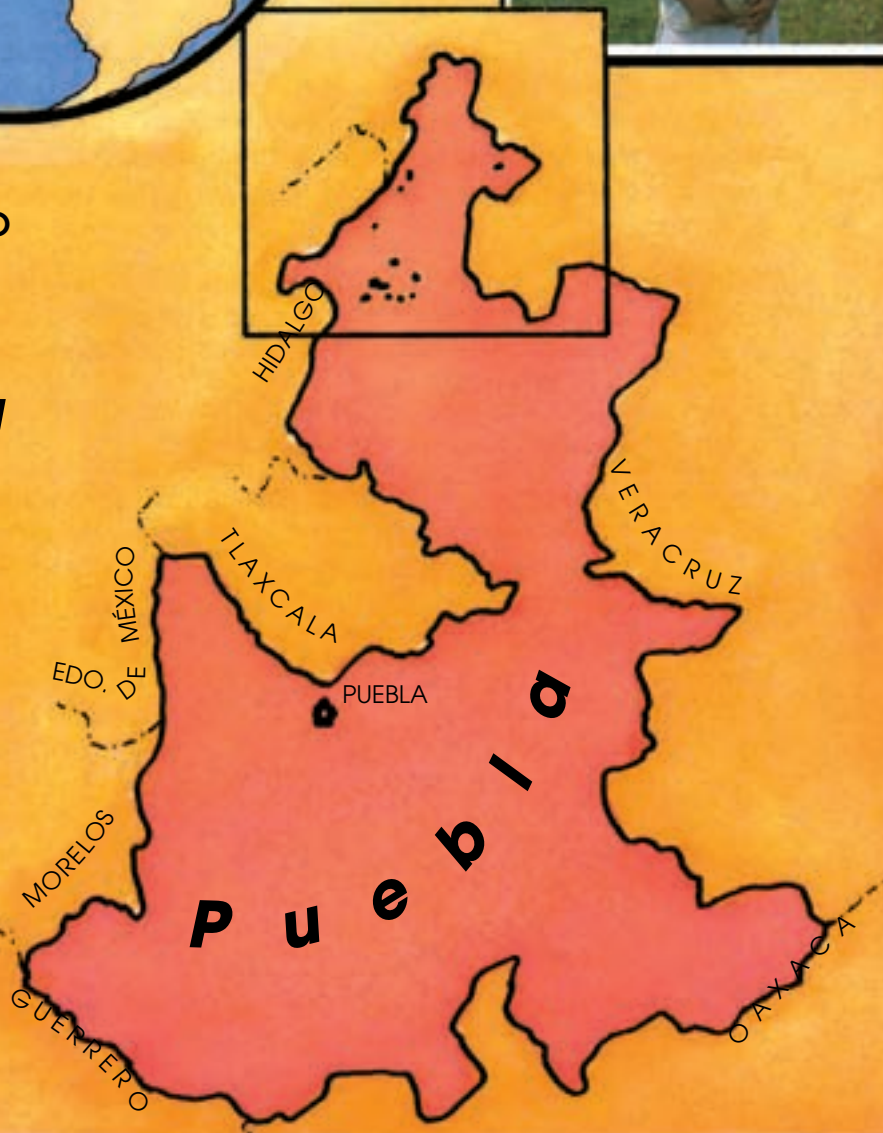 HIDALGO
VERACRUZ
TLAXCALA
EDO. DE MÉXICO
PUEBLA
Puebla
MORELOS
GUERRERO
OAXACA